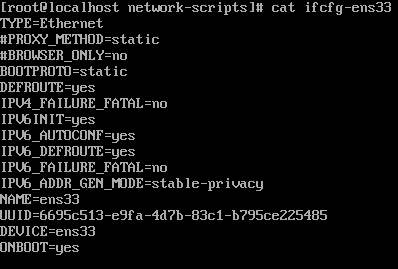 [root@localhost network-scripts]# cat ifcfg-ens33
TYPE=Ethernet
#PROXY_METHOD=static
#BROWSER_ONLY=no
BOOTPROTO=static
DEFROUTE=yes
IPV4_FAILURE_FATAL=no
IPV6INIT=yes
IPV6_AUTOCONF=yes
IPV6_DEFROUTE=yes
IPV6_FAILURE_FATAL=no
IPV6_ADDR_GEN_MODE=stable-privacy
NAME=ens33
UUID=6695c513-e9fa-4d7b-83c1-b795ce225485
DEVICE=ens33
ONBOOT=yes